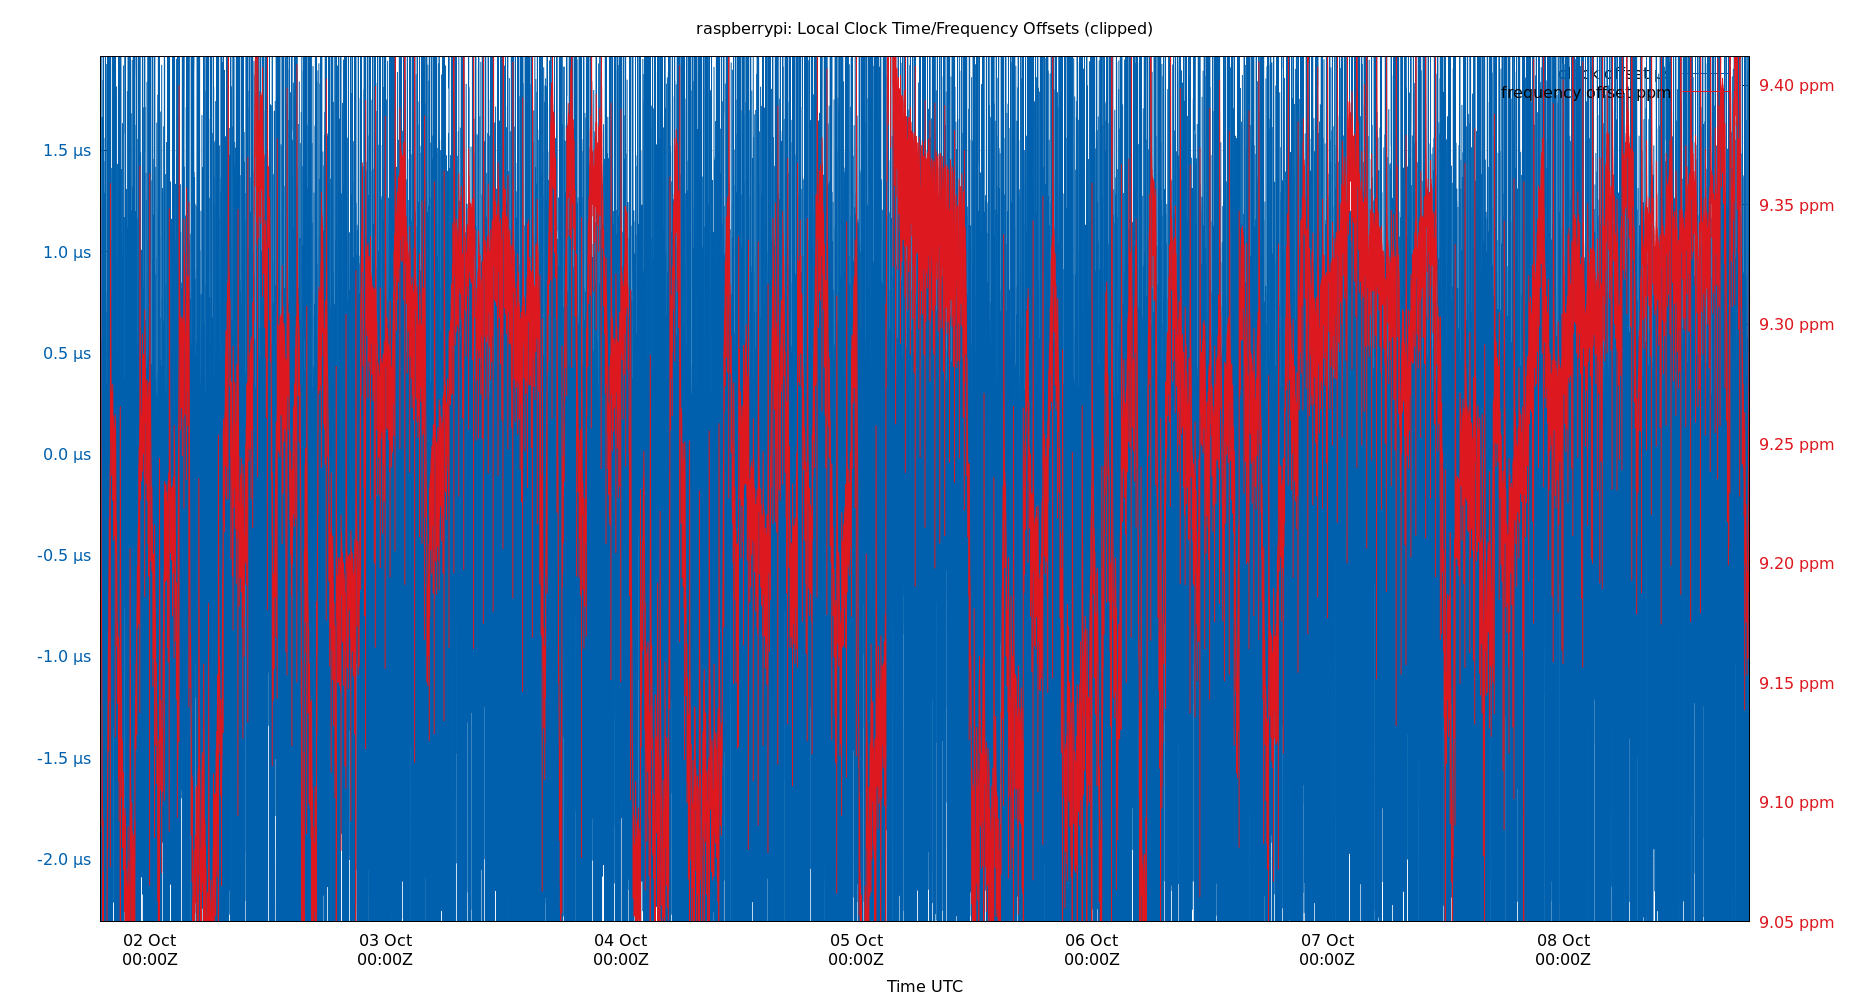 raspberrypi: Local Clock Time/Frequency Offsets (clipped)
clock offset µs
frequency offset ppm
1.5 µs
1.0 µs
0.5 µs
0.0 µs
-0.5 µs
-1.0 µs
-1.5 µs
-2.0 µs
9.40 ppm
9.35 ppm
9.30 ppm
9.25 ppm
9.20 ppm
9.15 ppm
9.10 ppm
9.05 ppm
02 Oct 03 Oct 04 Oct 05 Oct 06 Oct 07 Oct 08 Oct
00:00Z 00:00Z 00:00Z 00:00Z 00:00Z 00:00Z 00:00Z
Time UTC